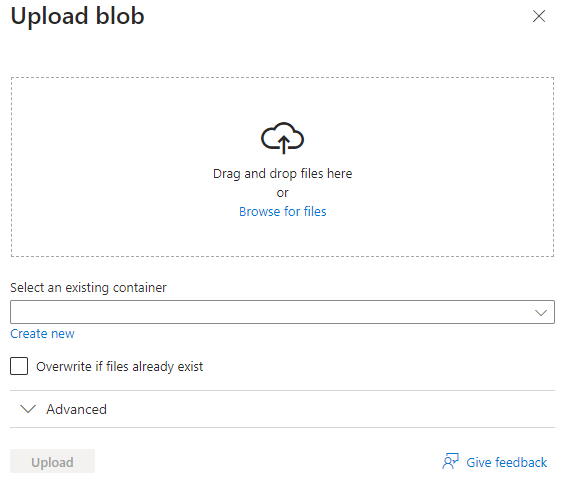 Upload blob
Drag and drop files here
or
Browse for files
Select an existing container
Create new
Overwrite if files already exist
Advanced
Upload
Give feedback